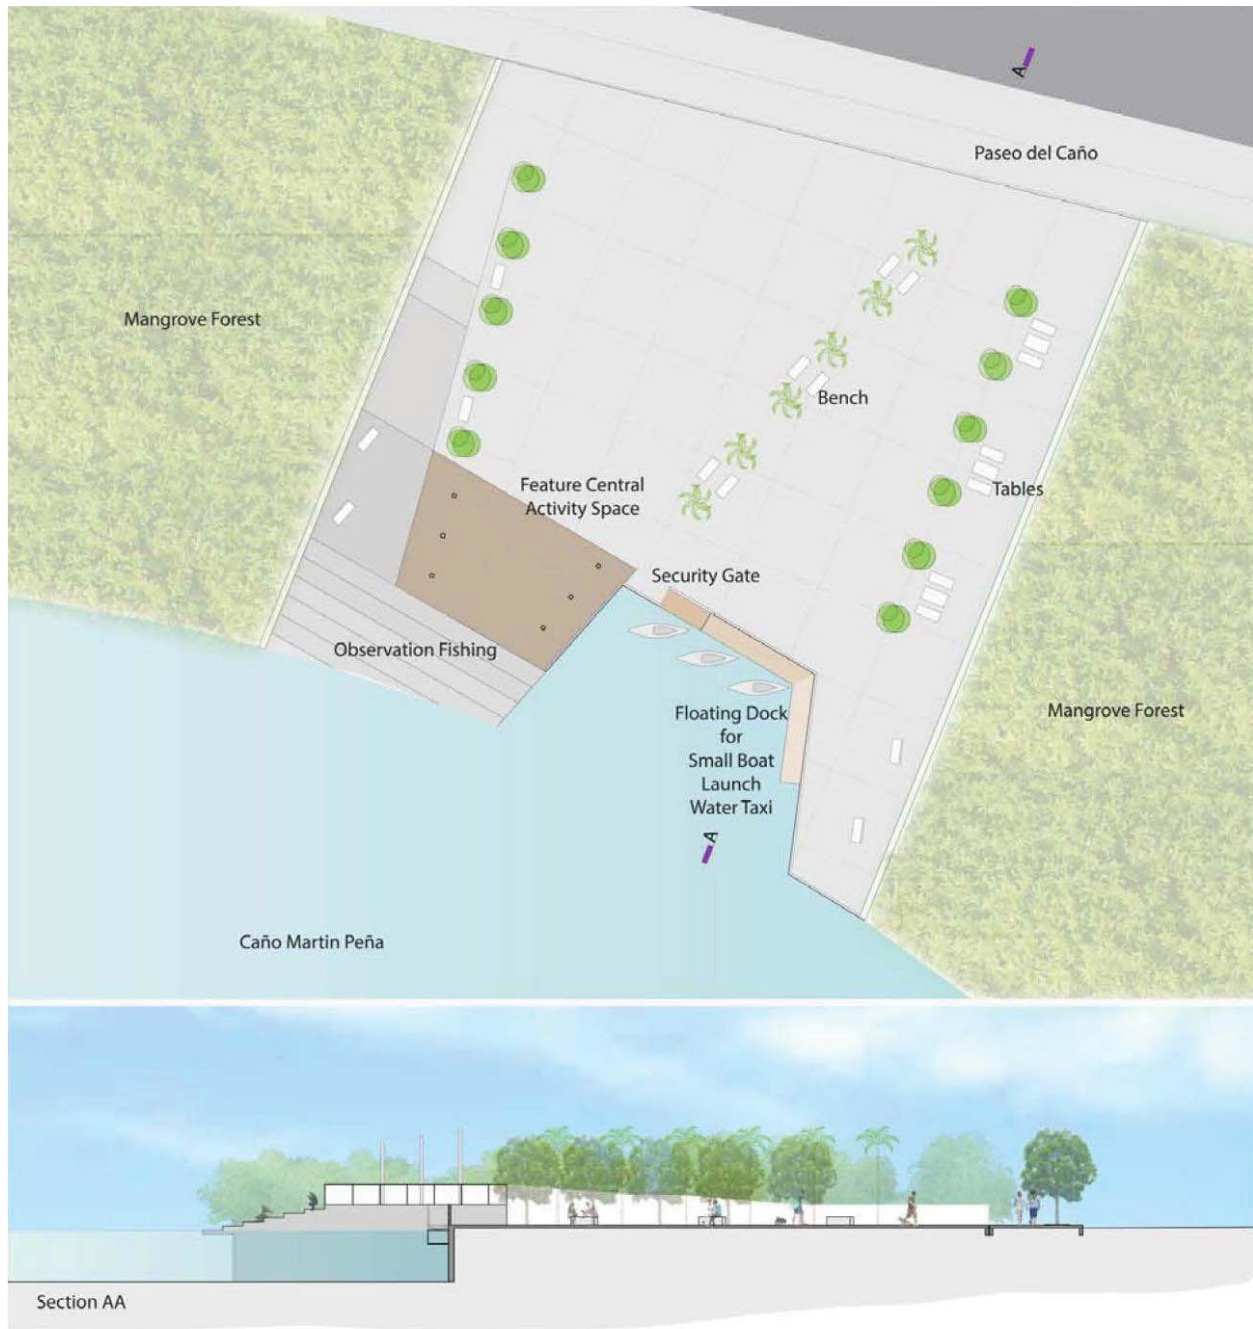 A
Paseo del Caño
Mangrove Forest
Bench
Feature Central
Activity Space
Tables
Security Gate
Observation Fishing
Floating Dock
for
Small Boat
Launch
Water Taxi
Mangrove Forest
A
Caño Martin Peña
Section AA